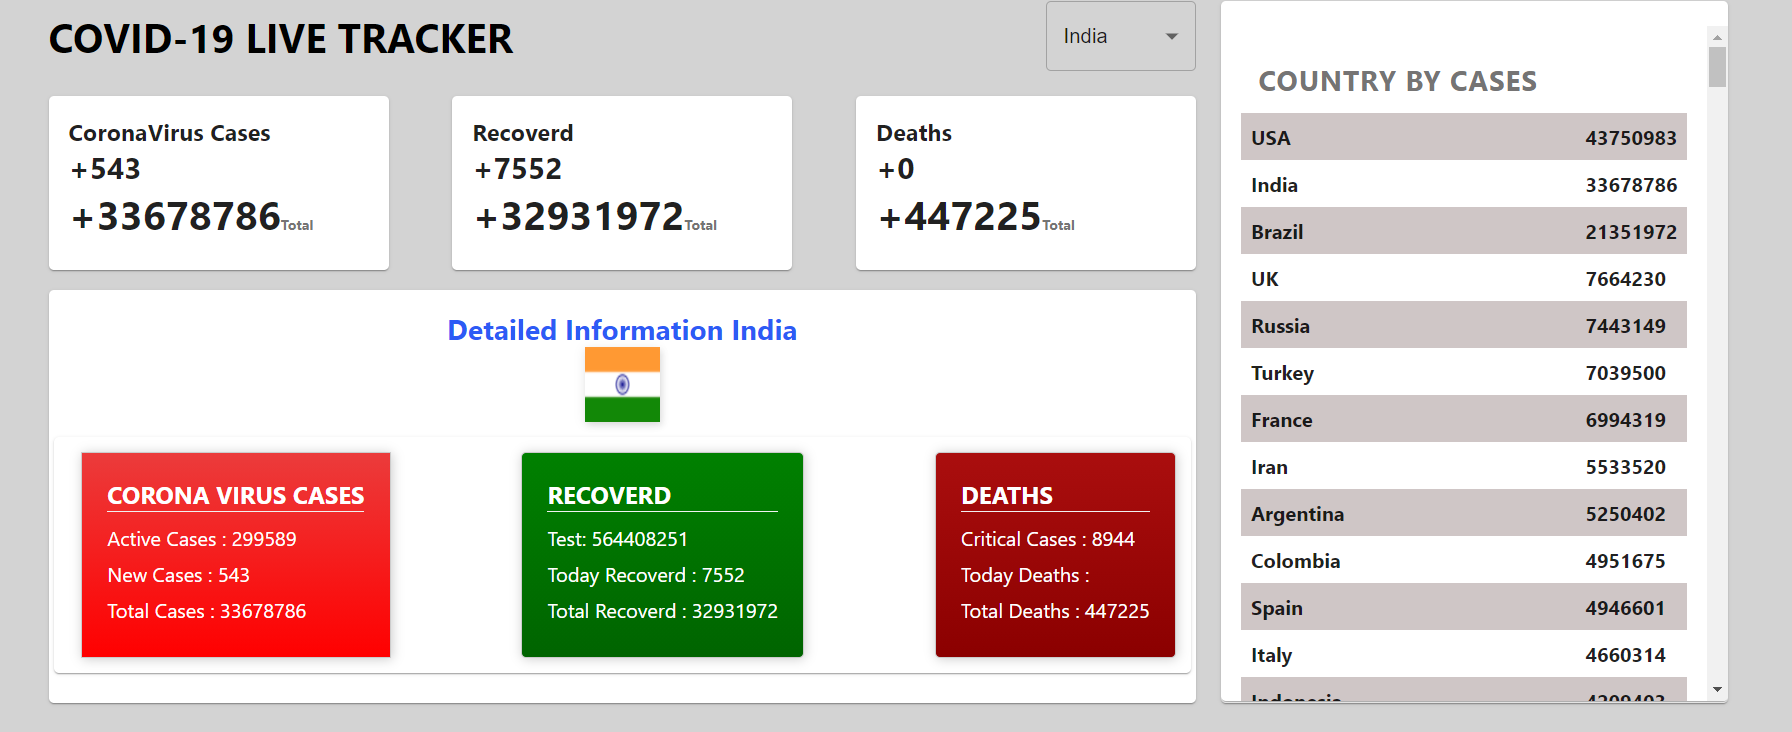 COVID-19 LIVE TRACKER
India
CoronaVirus Cases
+543
+33678786Total
Recoverd
+7552
+32931972Total
Deaths
+0
+447225Total
Detailed Information India
CORONA VIRUS CASES
Active Cases : 299589
New Cases : 543
Total Cases : 33678786
RECOVERD
Test: 564408251
Today Recoverd : 7552
Total Recoverd : 32931972
DEATHS
Critical Cases : 8944
Today Deaths :
Total Deaths : 447225
COUNTRY BY CASES
USA 43750983
India 33678786
Brazil 21351972
UK 7664230
Russia 7443149
Turkey 7039500
France 6994319
Iran 5533520
Argentina 5250402
Colombia 4951675
Spain 4946601
Italy 4660314
Indonesia